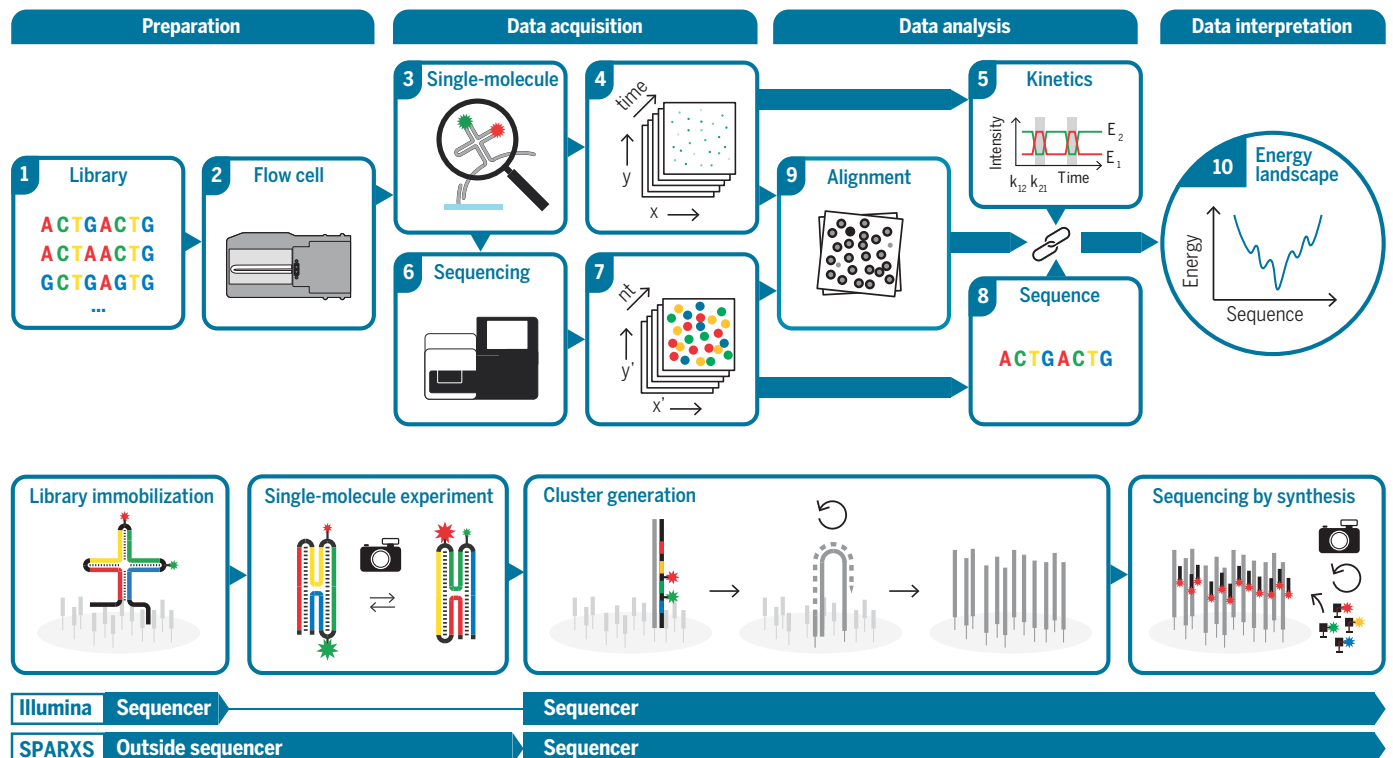 Preparation
Data acquisition
Data analysis
Data interpretation
1 Library
ACTGACTG
ACTAACTG
GCTGAGTG
...
2 Flow cell
3 Single-molecule
4
time
y
x
5 Kinetics
Intensity
E2
E1
k12 k21 Time
6 Sequencing
7
nt
y'
x'
9 Alignment
8 Sequence
ACTGACTG
10 Energy
landscape
Energy
Sequence
Library immobilization
Single-molecule experiment
Cluster generation
Sequencing by synthesis
Illumina Sequencer Sequencer
SPARXS Outside sequencer Sequencer